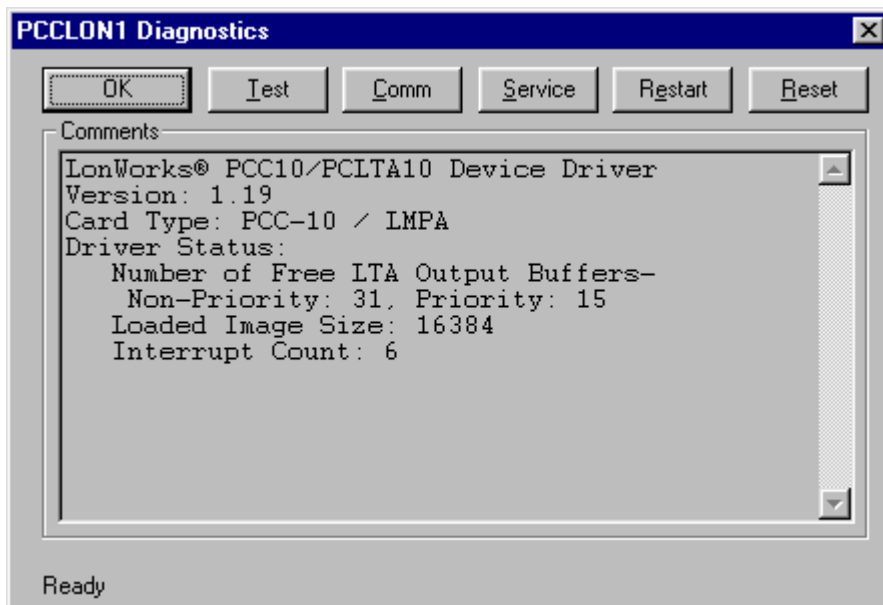 PCCLON1 Diagnostics
OK Test Comm Service Restart Reset
Comments
LonWorks® PCC10/PCLTA10 Device Driver
Version: 1.19
Card Type: PCC-10 / LMPA
Driver Status:
Number of Free LTA Output Buffers-
Non-Priority: 31, Priority: 15
Loaded Image Size: 16384
Interrupt Count: 6
Ready